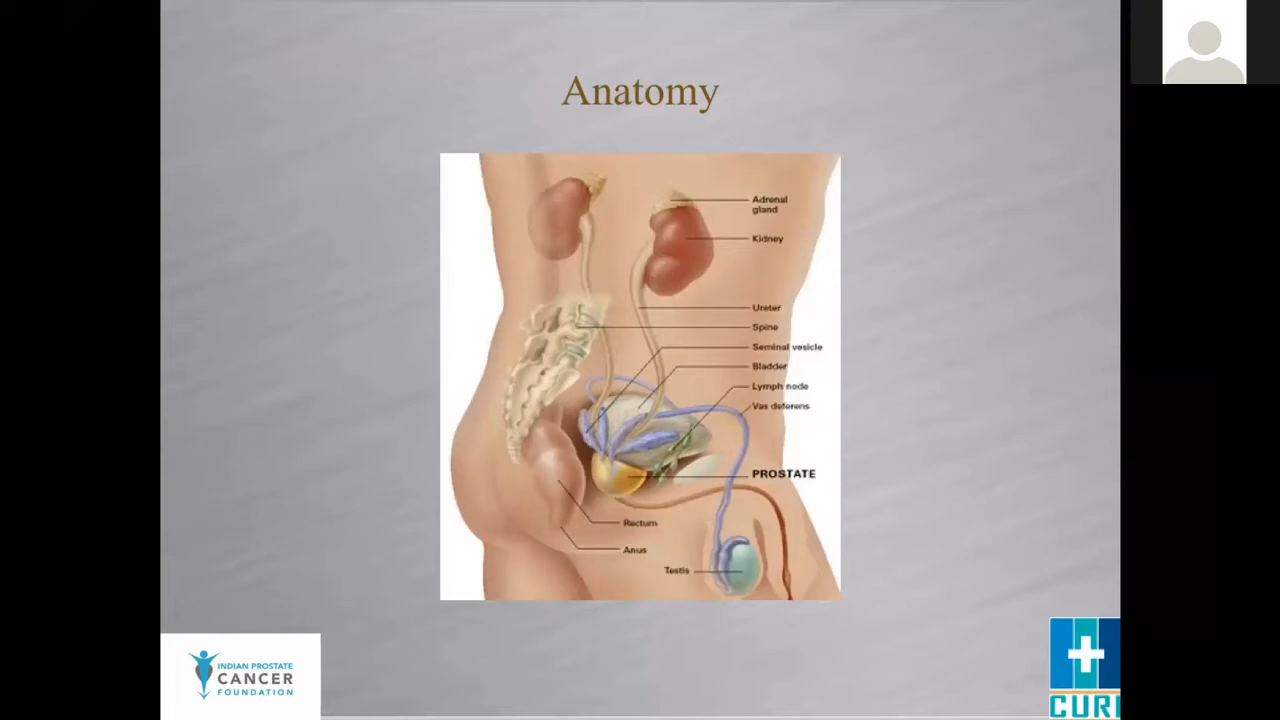 Anatomy
Adrenal
gland
Kidney
Ureter
Spine
Seminal vesicle
Bladder
Lymph node
Vas deferens
PROSTATE
Rectum
Anus
Testis
INDIAN PROSTATE
CANCER
FOUNDATION
CURI